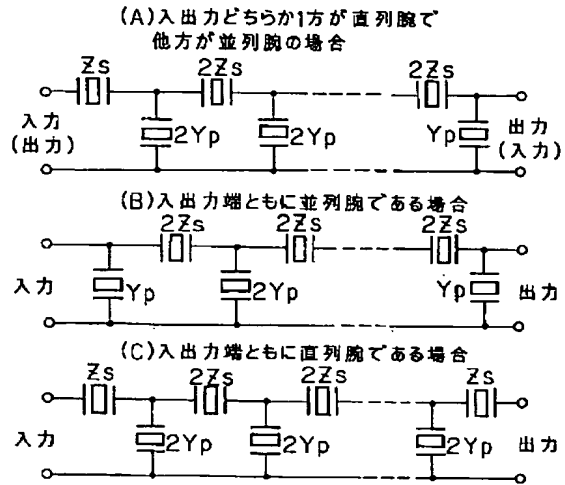 (A)入出力どちらか1方が直列腕で
他方が並列腕の場合
Zs
2Zs
2Zs
入力
(出力)
2Yp
2Yp
Yp
出力
(入力)
(B)入出力端ともに並列腕である場合
2Zs
2Zs
2Zs
入力
Yp
2Yp
Yp
出力
(C)入出力端ともに直列腕である場合
Zs
2Zs
2Zs
Zs
入力
2Yp
2Yp
2Yp
出力